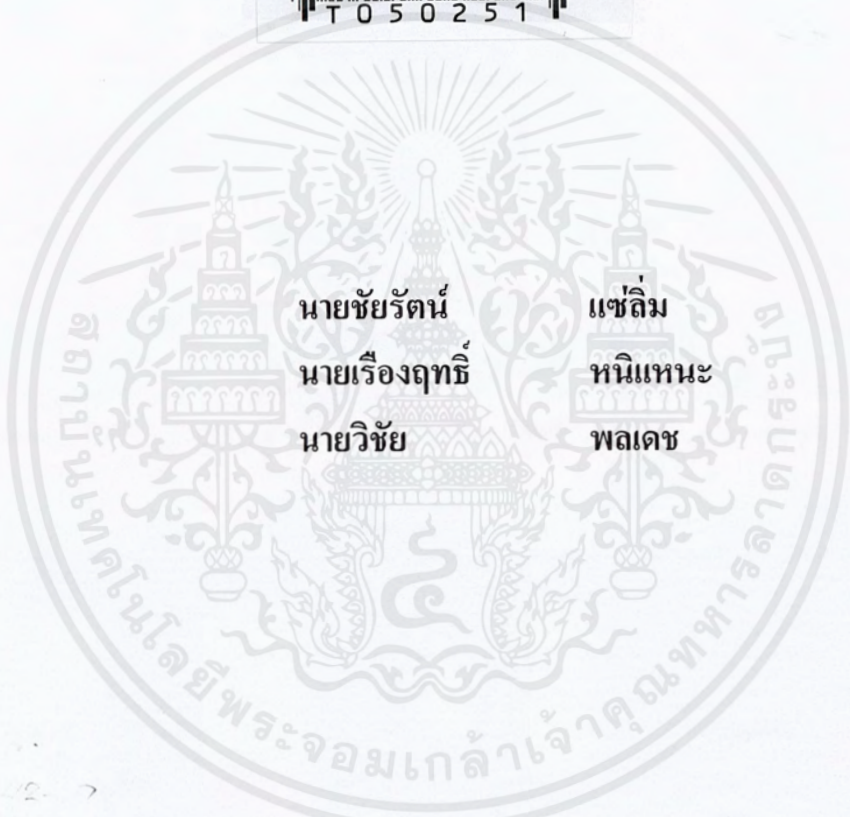 T050251
นายชัยรัตน์ แซ่ลิ่ม
นายเรืองฤทธิ์ หนิแหนะ
นายวิชัย พลเดช
สถาบันเทคโนโลยีพระจอมเกล้าเจ้าคุณทหารลาดกระบัง